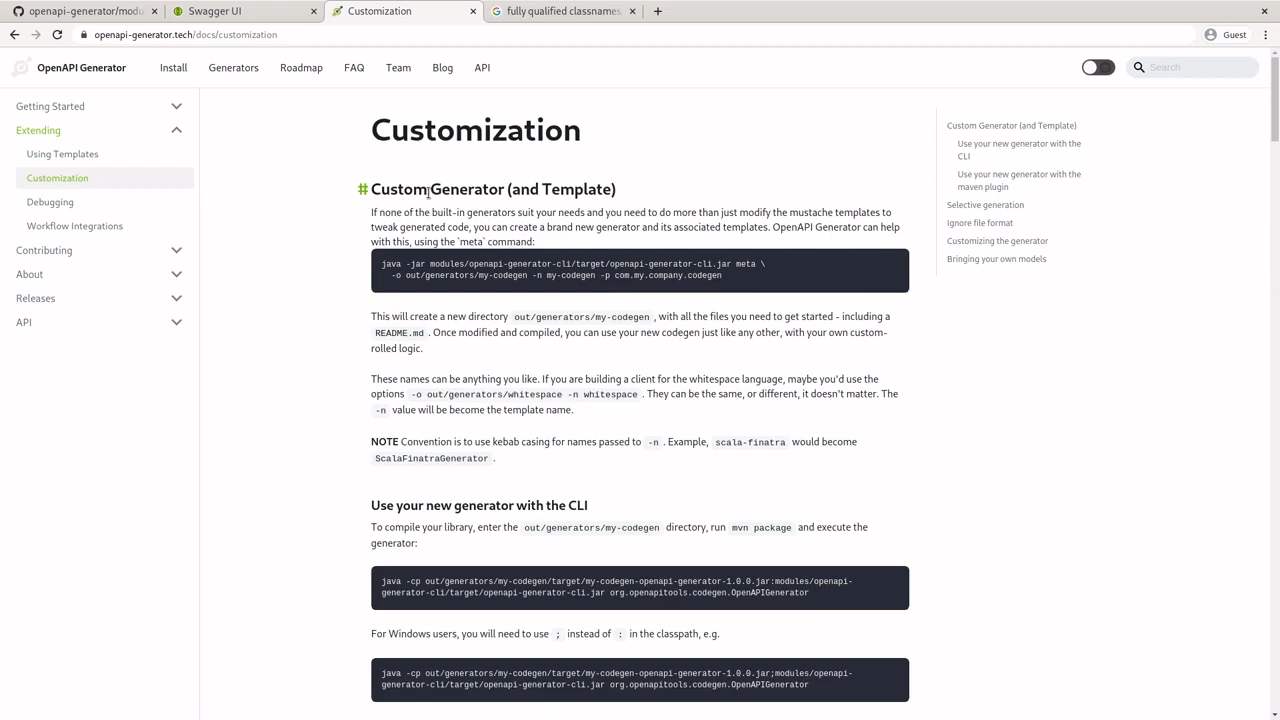 openapi-generator/modu
Swagger UI
Customization
fully qualified classnames
openapi-generator.tech/docs/customization
Guest
OpenAPI Generator
Install
Generators
Roadmap
FAQ
Team
Blog
API
Search
Getting Started
Extending
Using Templates
Customization
Debugging
Workflow Integrations
Contributing
About
Releases
API
Customization
# Custom Generator (and Template)
If none of the built-in generators suit your needs and you need to do more than just modify the mustache templates to
tweak generated code, you can create a brand new generator and its associated templates. OpenAPI Generator can help
with this, using the `meta` command:
java -jar modules/openapi-generator-cli/target/openapi-generator-cli.jar meta \
-o out/generators/my-codegen -n my-codegen -p com.my.company.codegen
This will create a new directory out/generators/my-codegen , with all the files you need to get started - including a
README.md . Once modified and compiled, you can use your new codegen just like any other, with your own custom-
rolled logic.
These names can be anything you like. If you are building a client for the whitespace language, maybe you'd use the
options -o out/generators/whitespace -n whitespace . They can be the same, or different, it doesn't matter. The
-n value will be become the template name.
NOTE Convention is to use kebab casing for names passed to -n . Example, scala-finatra would become
ScalaFinatraGenerator .
Use your new generator with the CLI
To compile your library, enter the out/generators/my-codegen directory, run mvn package and execute the
generator:
java -cp out/generators/my-codegen/target/my-codegen-openapi-generator-1.0.0.jar:modules/openapi-
generator-cli/target/openapi-generator-cli.jar org.openapitools.codegen.OpenAPIGenerator
For Windows users, you will need to use ; instead of : in the classpath, e.g.
java -cp out/generators/my-codegen/target/my-codegen-openapi-generator-1.0.0.jar;modules/openapi-
generator-cli/target/openapi-generator-cli.jar org.openapitools.codegen.OpenAPIGenerator
Custom Generator (and Template)
Use your new generator with the
CLI
Use your new generator with the
maven plugin
Selective generation
Ignore file format
Customizing the generator
Bringing your own models